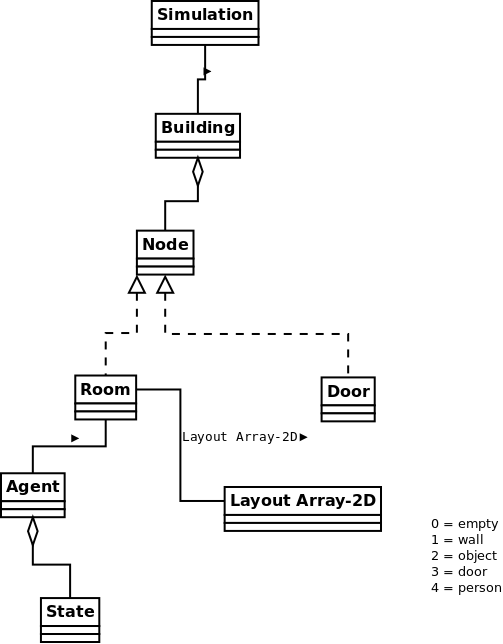 Simulation
Building
Node
Room
Door
Layout Array-2D
Agent
Layout Array-2D
0 = empty
1 = wall
2 = object
3 = door
4 = person
State